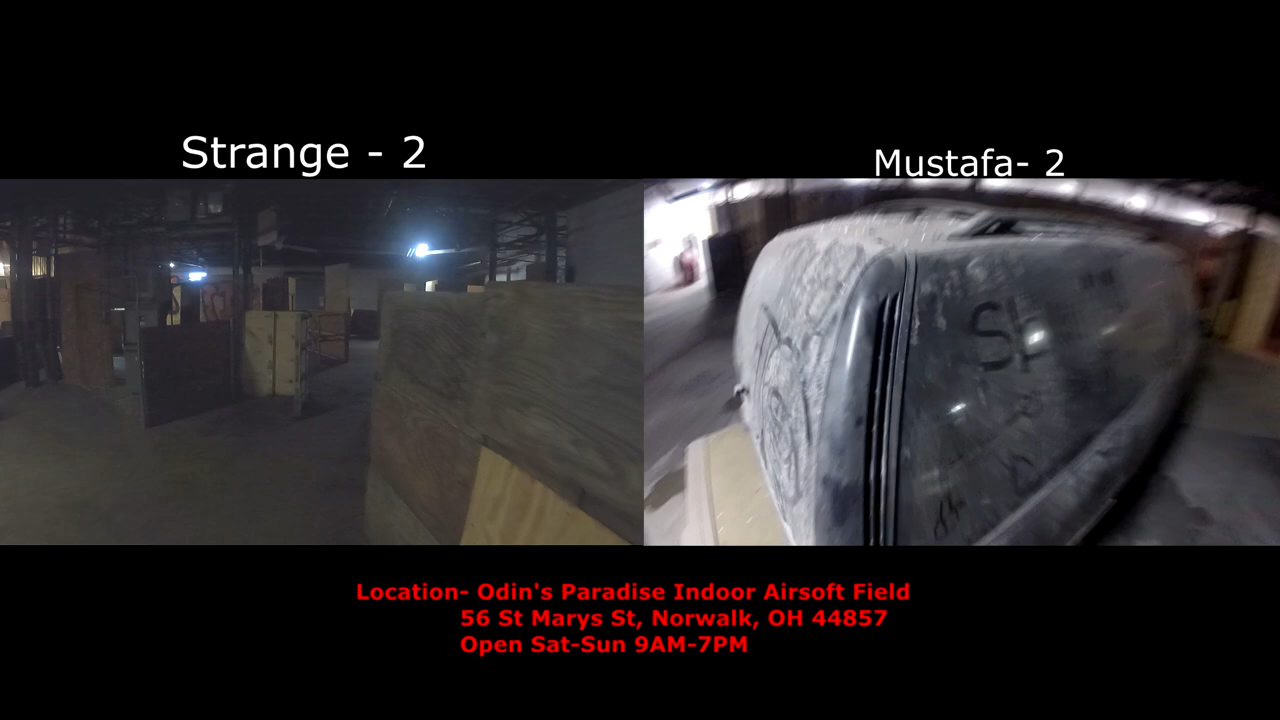 Strange - 2
Mustafa- 2
Location- Odin's Paradise Indoor Airsoft Field
56 St Marys St, Norwalk, OH 44857
Open Sat-Sun 9AM-7PM